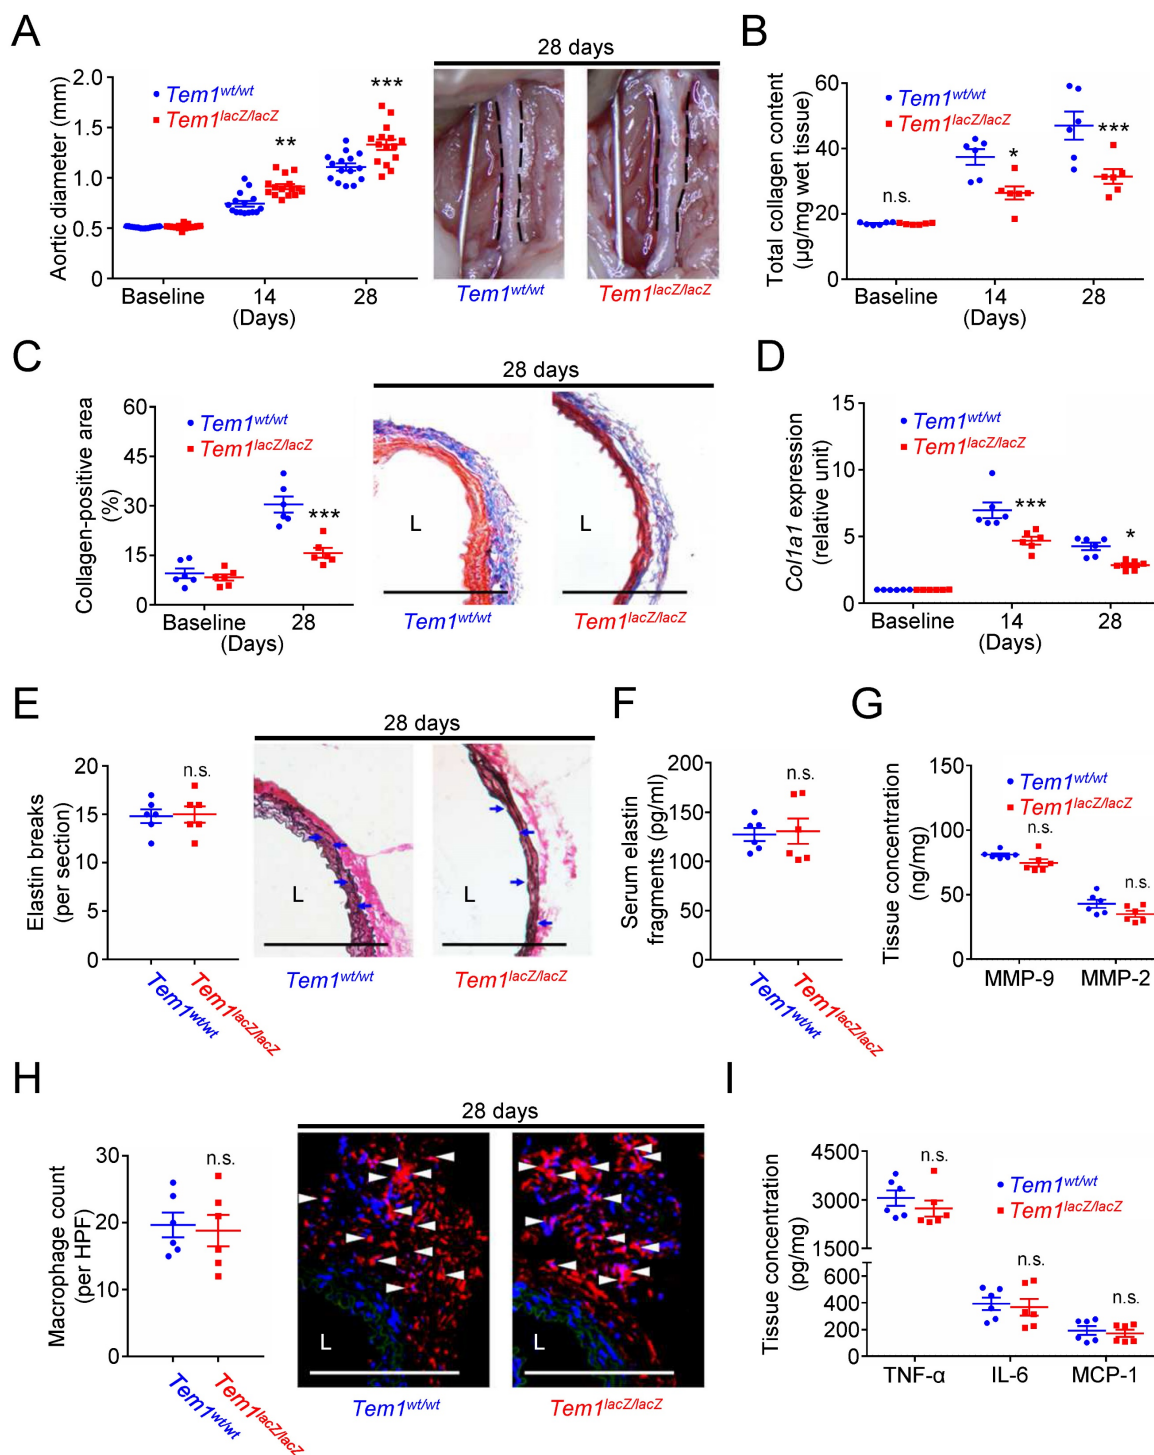 A
Aortic diameter (mm)
2.0
1.5
1.0
0.5
0
Tem1wt/wt
Tem1lacZ/lacZ
**
***
Baseline
14
28
(Days)
28 days
Tem1wt/wt
Tem1lacZ/lacZ
B
Total collagen content
(µg/mg wet tissue)
60
40
20
0
Tem1wt/wt
Tem1lacZ/lacZ
n.s.
*
***
Baseline
14
28
(Days)
C
Collagen-positive area
(%)
60
45
30
15
0
Tem1wt/wt
Tem1lacZ/lacZ
***
Baseline
28
(Days)
28 days
L
L
Tem1wt/wt
Tem1lacZ/lacZ
D
Col1a1 expression
(relative unit)
15
10
5
0
Tem1wt/wt
Tem1lacZ/lacZ
***
*
Baseline
14
28
(Days)
E
Elastin breaks
(per section)
20
15
10
5
0
n.s.
Tem1wt/wt
Tem1lacZ/lacZ
28 days
L
L
Tem1wt/wt
Tem1lacZ/lacZ
F
Serum elastin
fragments (pg/ml)
200
150
100
50
0
n.s.
Tem1wt/wt
Tem1lacZ/lacZ
G
Tissue concentration
(ng/mg)
150
100
50
0
Tem1wt/wt
Tem1lacZ/lacZ
n.s.
n.s.
MMP-9
MMP-2
H
Macrophage count
(per HPF)
30
20
10
0
n.s.
Tem1wt/wt
Tem1lacZ/lacZ
28 days
L
L
Tem1wt/wt
Tem1lacZ/lacZ
I
Tissue concentration
(pg/mg)
4500
3000
1500
600
400
200
0
n.s.
Tem1wt/wt
Tem1lacZ/lacZ
n.s.
n.s.
TNF-α
IL-6
MCP-1